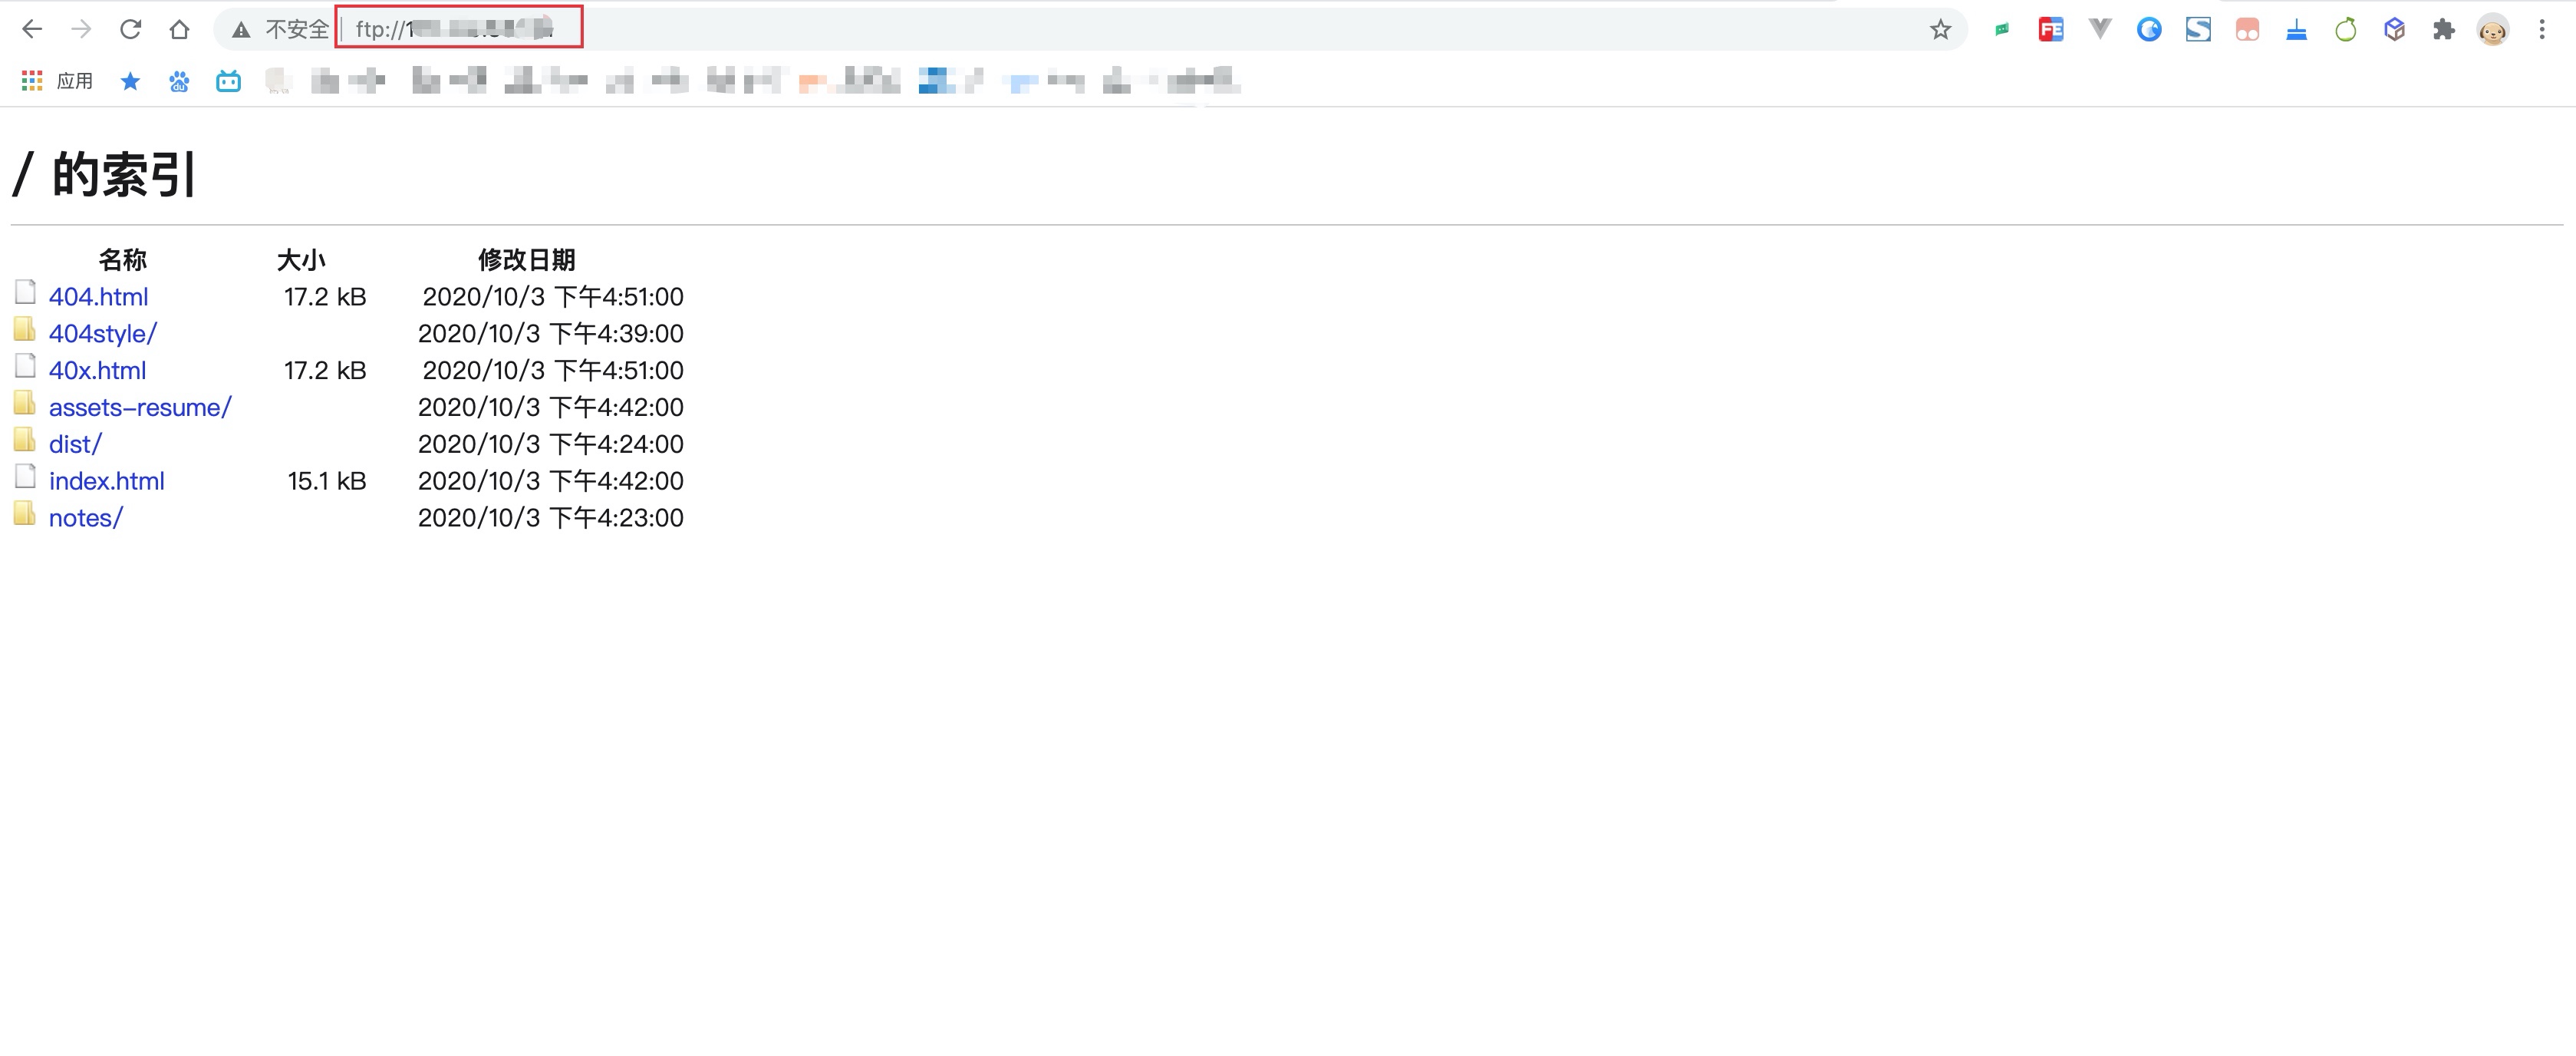 不安全 ftp://1
应用
/ 的索引
名称 大小 修改日期
404.html 17.2 kB 2020/10/3 下午4:51:00
404style/ 2020/10/3 下午4:39:00
40x.html 17.2 kB 2020/10/3 下午4:51:00
assets-resume/ 2020/10/3 下午4:42:00
dist/ 2020/10/3 下午4:24:00
index.html 15.1 kB 2020/10/3 下午4:42:00
notes/ 2020/10/3 下午4:23:00